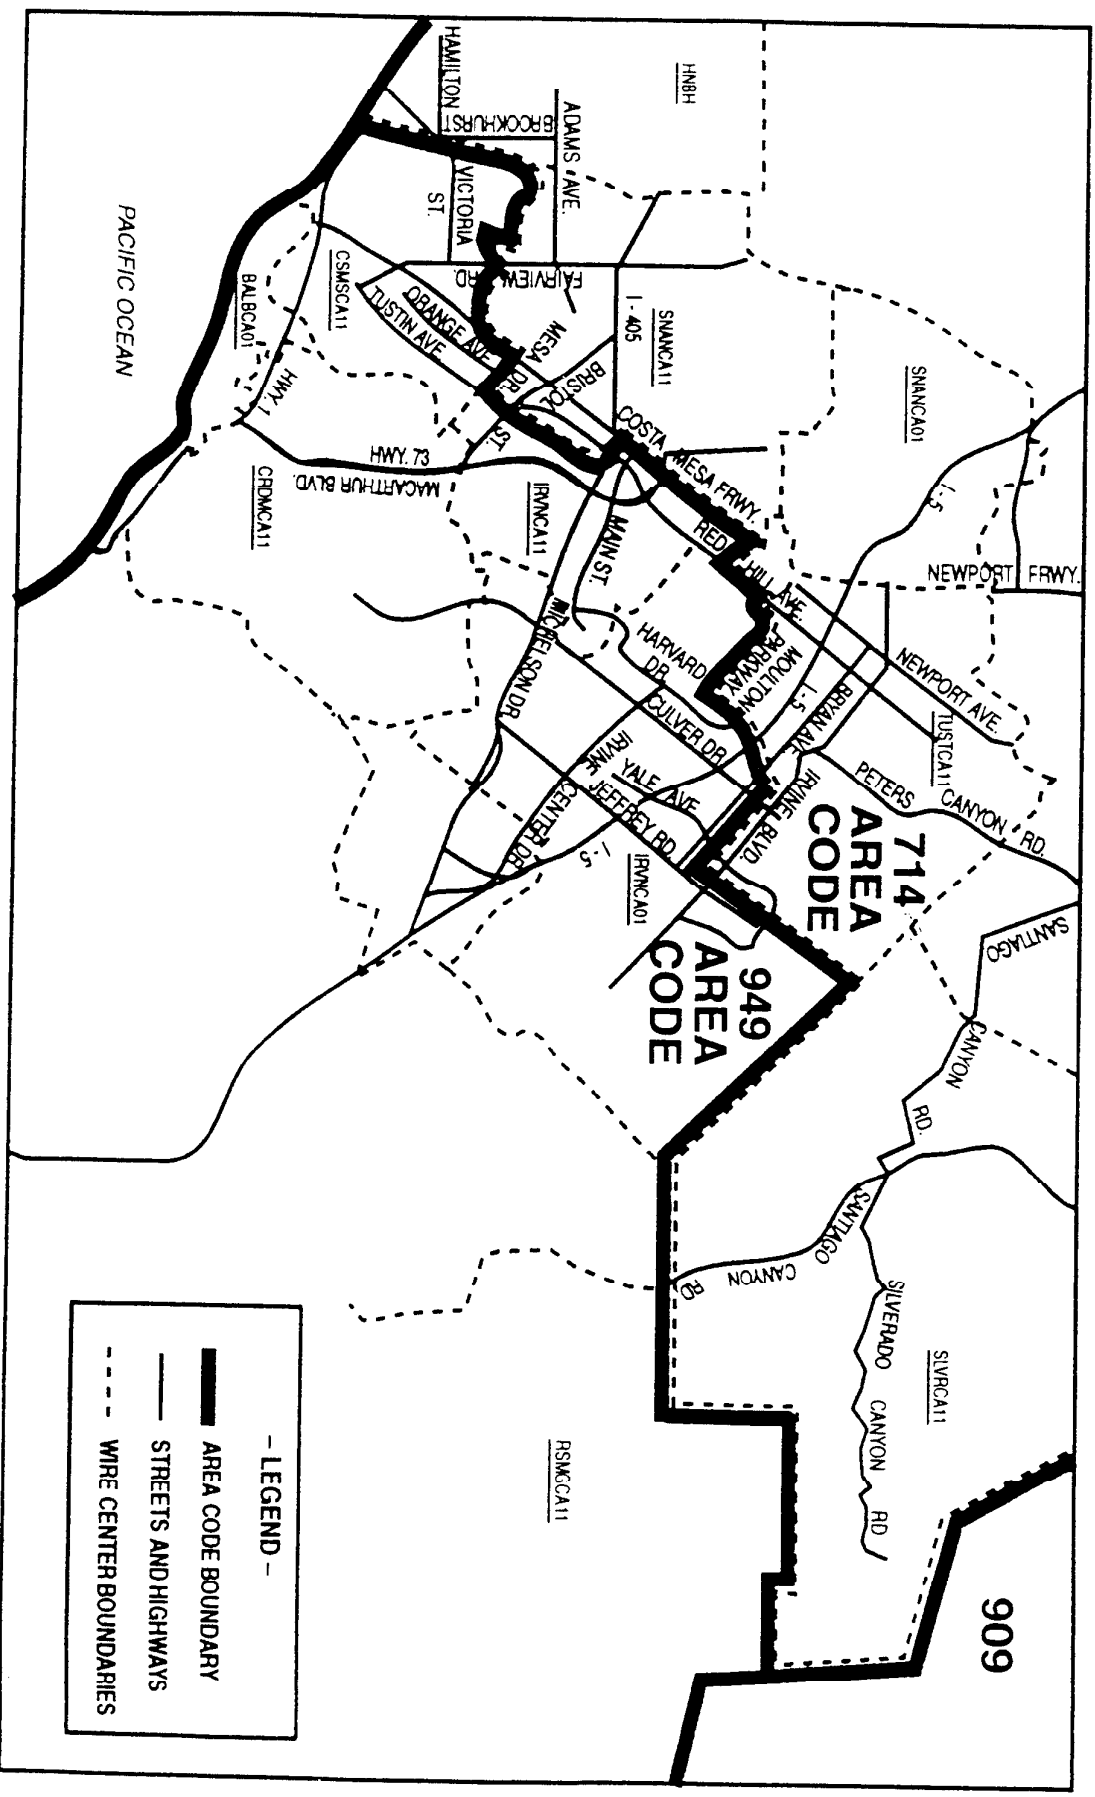 HNBH
HAMILTON
BROOKHURST
ADAMS AVE.
VICTORIA
ST.
FAIRVIEW RD.
PACIFIC OCEAN
BALBCA01
CSMSCA11
ORANGE AVE.
TUSTIN AVE.
MESA
DR.
BRISTOL
ST.
I - 405
SNANCA11
SNANCA01
HWY. 1
HWY. 73
MACARTHUR BLVD.
CRDMCA11
IRVNCA11
COSTA MESA FRWY.
I - 5
NEWPORT FRWY.
RED HILL AVE.
MAIN ST.
MICHELSON DR.
HARVARD
DR.
MOULTON
PARKWAY
I - 5
BRYAN AVE.
NEWPORT AVE.
TUSTCA11
CULVER DR.
YALE AVE.
IRVINE CENTER DR.
JEFFREY RD.
I - 5
IRVINE BLVD.
PETERS CANYON RD.
IRVNCA01
714
AREA
CODE
949
AREA
CODE
SANTIAGO
CANYON
RD.
SANTIAGO
CANYON
RD
SILVERADO CANYON RD
SLVRCA11
RSMGCA11
909
– LEGEND –
AREA CODE BOUNDARY
STREETS AND HIGHWAYS
WIRE CENTER BOUNDARIES